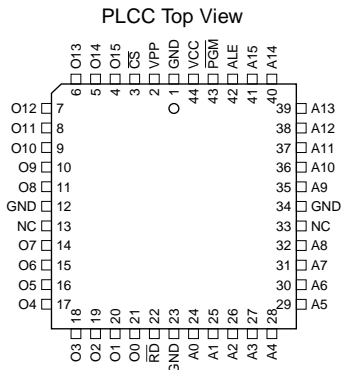 PLCC Top View
O13 O14 O15 CS VPP GND VCC PGM ALE A15 A14
6 5 4 3 2 1 44 43 42 41 40
O12 7 39 A13
O11 8 38 A12
O10 9 37 A11
O9 10 36 A10
O8 11 35 A9
GND 12 34 GND
NC 13 33 NC
O7 14 32 A8
O6 15 31 A7
O5 16 30 A6
O4 17 29 A5
18 19 20 21 22 23 24 25 26 27 28
O3 O2 O1 O0 RD GND A0 A1 A2 A3 A4